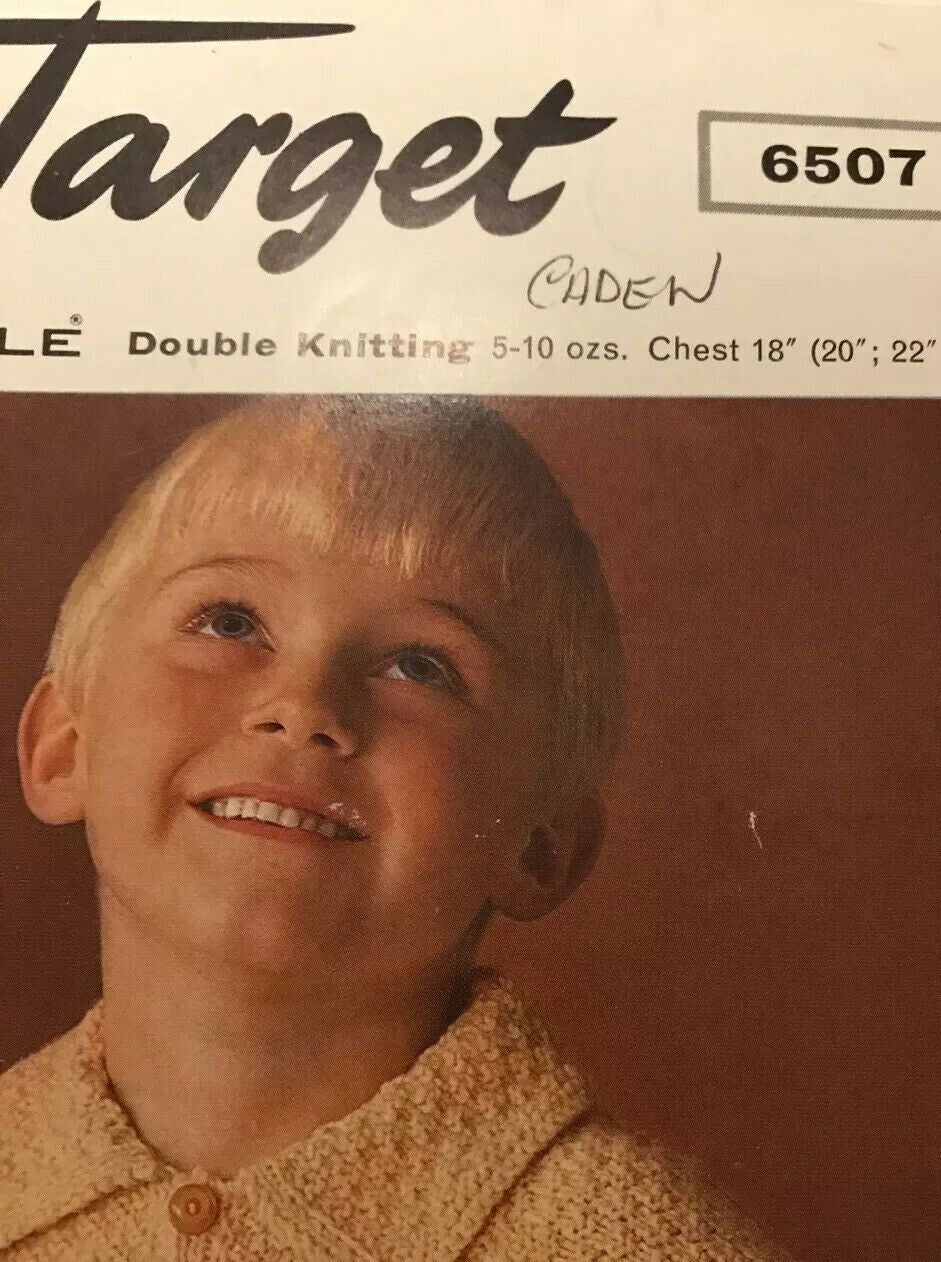 Target
6507
CADEN
LE® Double Knitting 5-10 ozs. Chest 18″ (20″; 22″